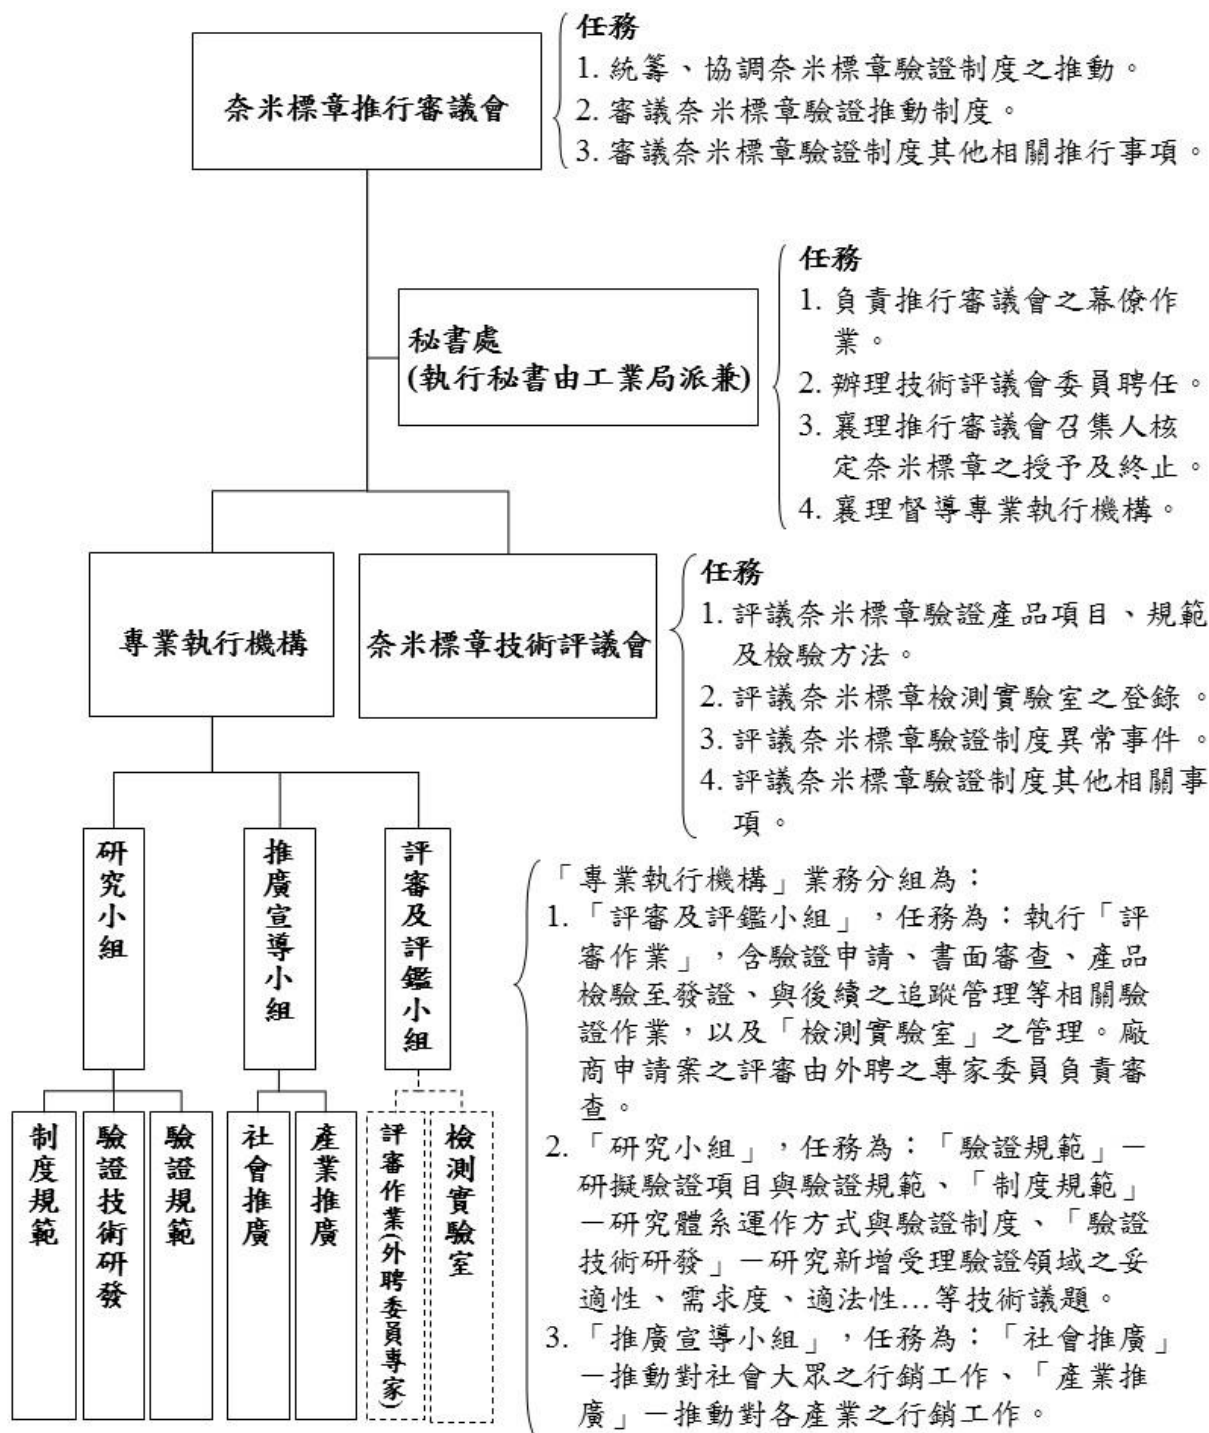 奈米標章推行審議會
任務
1. 統籌、協調奈米標章驗證制度之推動。
2. 審議奈米標章驗證推動制度。
3. 審議奈米標章驗證制度其他相關推行事項。
秘書處
(執行秘書由工業局派兼)
任務
1. 負責推行審議會之幕僚作
業。
2. 辦理技術評議會委員聘任。
3. 襄理推行審議會召集人核
定奈米標章之授予及終止。
4. 襄理督導專業執行機構。
專業執行機構
奈米標章技術評議會
任務
1. 評議奈米標章驗證產品項目、規範
及檢驗方法。
2. 評議奈米標章檢測實驗室之登錄。
3. 評議奈米標章驗證制度異常事件。
4. 評議奈米標章驗證制度其他相關事
項。
研究小組
推廣宣導小組
評審及評鑑小組
制度規範
驗證技術研發
驗證規範
社會推廣
產業推廣
評審作業(外聘委員專家)
檢測實驗室
「專業執行機構」業務分組為：
1. 「評審及評鑑小組」，任務為：執行「評
審作業」，含驗證申請、書面審查、產品
檢驗至發證、與後續之追蹤管理等相關驗
證作業，以及「檢測實驗室」之管理。廠
商申請案之評審由外聘之專家委員負責審
查。
2. 「研究小組」，任務為：「驗證規範」－
研擬驗證項目與驗證規範、「制度規範」
－研究體系運作方式與驗證制度、「驗證
技術研發」－研究新增受理驗證領域之妥
適性、需求度、適法性…等技術議題。
3. 「推廣宣導小組」，任務為：「社會推廣」
－推動對社會大眾之行銷工作、「產業推
廣」－推動對各產業之行銷工作。